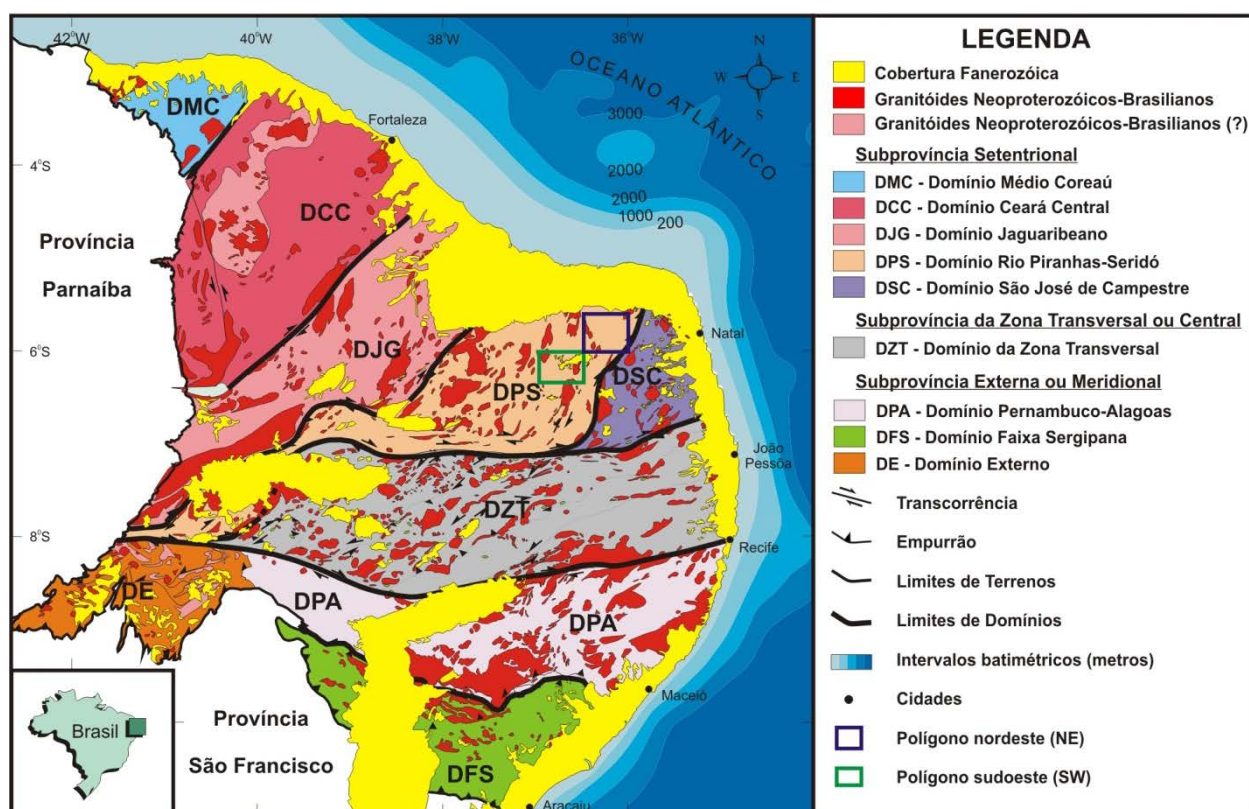 42°W
40°W
38°W
36°W
4°S
6°S
8°S
OCEANO ATLÂNTICO
N
W
E
S
3000
2000
2000
1000
200
DMC
Fortaleza
DCC
Província
Parnaíba
Natal
DJG
DPS
DSC
João
Pessôa
DZT
Recife
DE
DPA
DPA
Maceió
Província
São Francisco
DFS
Aracaju
Brasil
LEGENDA
Cobertura Fanerozóica
Granitóides Neoproterozóicos-Brasilianos
Granitóides Neoproterozóicos-Brasilianos (?)
Subprovíncia Setentrional
DMC - Domínio Médio Coreaú
DCC - Domínio Ceará Central
DJG - Domínio Jaguaribeano
DPS - Domínio Rio Piranhas-Seridó
DSC - Domínio São José de Campestre
Subprovíncia da Zona Transversal ou Central
DZT - Domínio da Zona Transversal
Subprovíncia Externa ou Meridional
DPA - Domínio Pernambuco-Alagoas
DFS - Domínio Faixa Sergipana
DE - Domínio Externo
Transcorrência
Empurrão
Limites de Terrenos
Limites de Domínios
Intervalos batimétricos (metros)
Cidades
Polígono nordeste (NE)
Polígono sudoeste (SW)